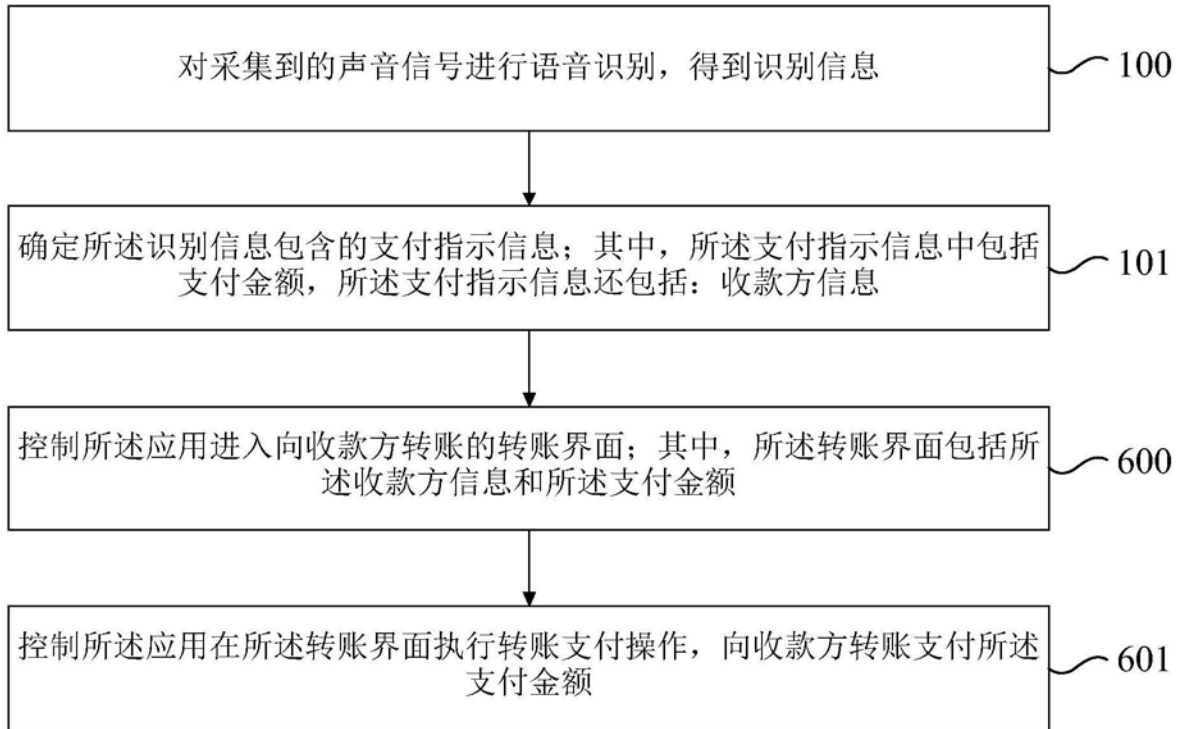 对采集到的声音信号进行语音识别，得到识别信息
100
确定所述识别信息包含的支付指示信息；其中，所述支付指示信息中包括
支付金额，所述支付指示信息还包括：收款方信息
101
控制所述应用进入向收款方转账的转账界面；其中，所述转账界面包括所
述收款方信息和所述支付金额
600
控制所述应用在所述转账界面执行转账支付操作，向收款方转账支付所述
支付金额
601